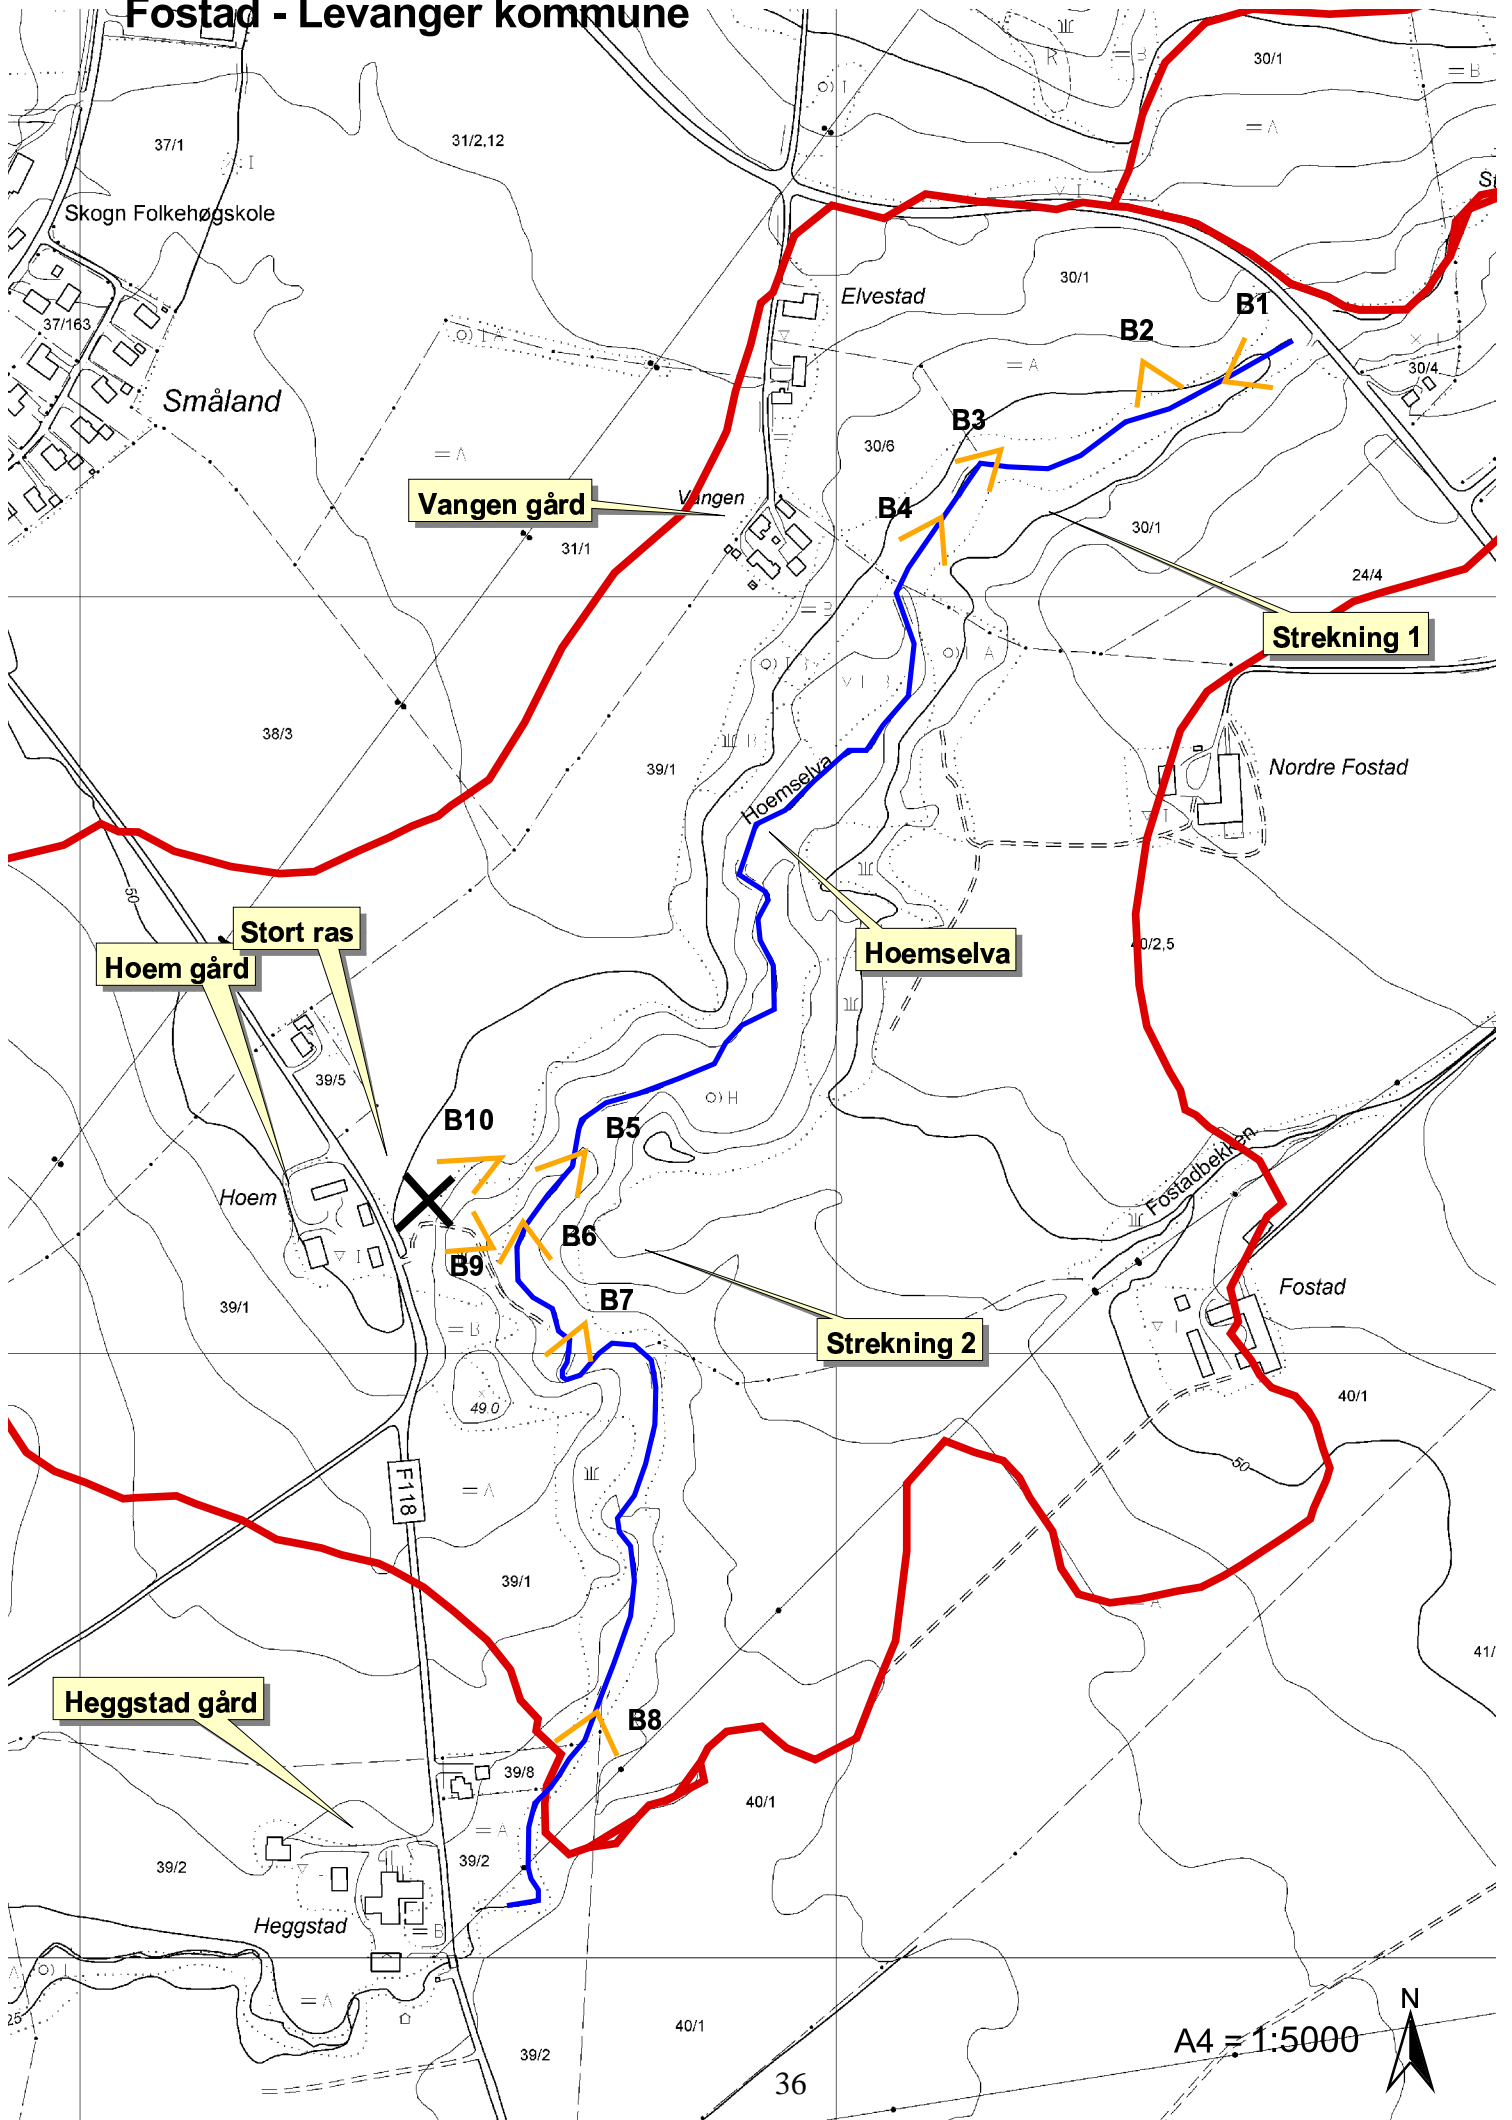 Fostad - Levanger kommune
30/1
37/1
31/2,12
Skogn Folkehøgskole
30/1
Elvestad
B1
37/163
B2
30/4
Småland
B3
30/6
Vangen gård
Vangen
B4
30/1
31/1
24/4
Strekning 1
38/3
39/1
Nordre Fostad
Hoemselva
50
Stort ras
40/2,5
Hoem gård
Hoemselva
39/5
B10
B5
Fostadbekken
Hoem
B6
B9
Fostad
39/1
B7
Strekning 2
40/1
49.0
50
F118
39/1
41/
Heggstad gård
B8
39/8
40/1
39/2
39/2
Heggstad
25
N
40/1
A4 = 1:5000
39/2
36